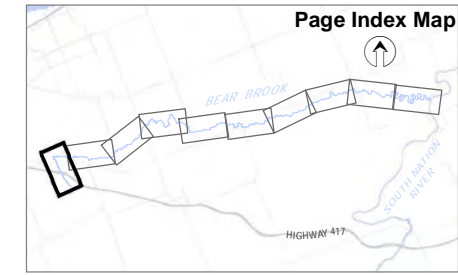 Page Index Map
BEAR BROOK
SOUTH NATION
RIVER
HIGHWAY 417